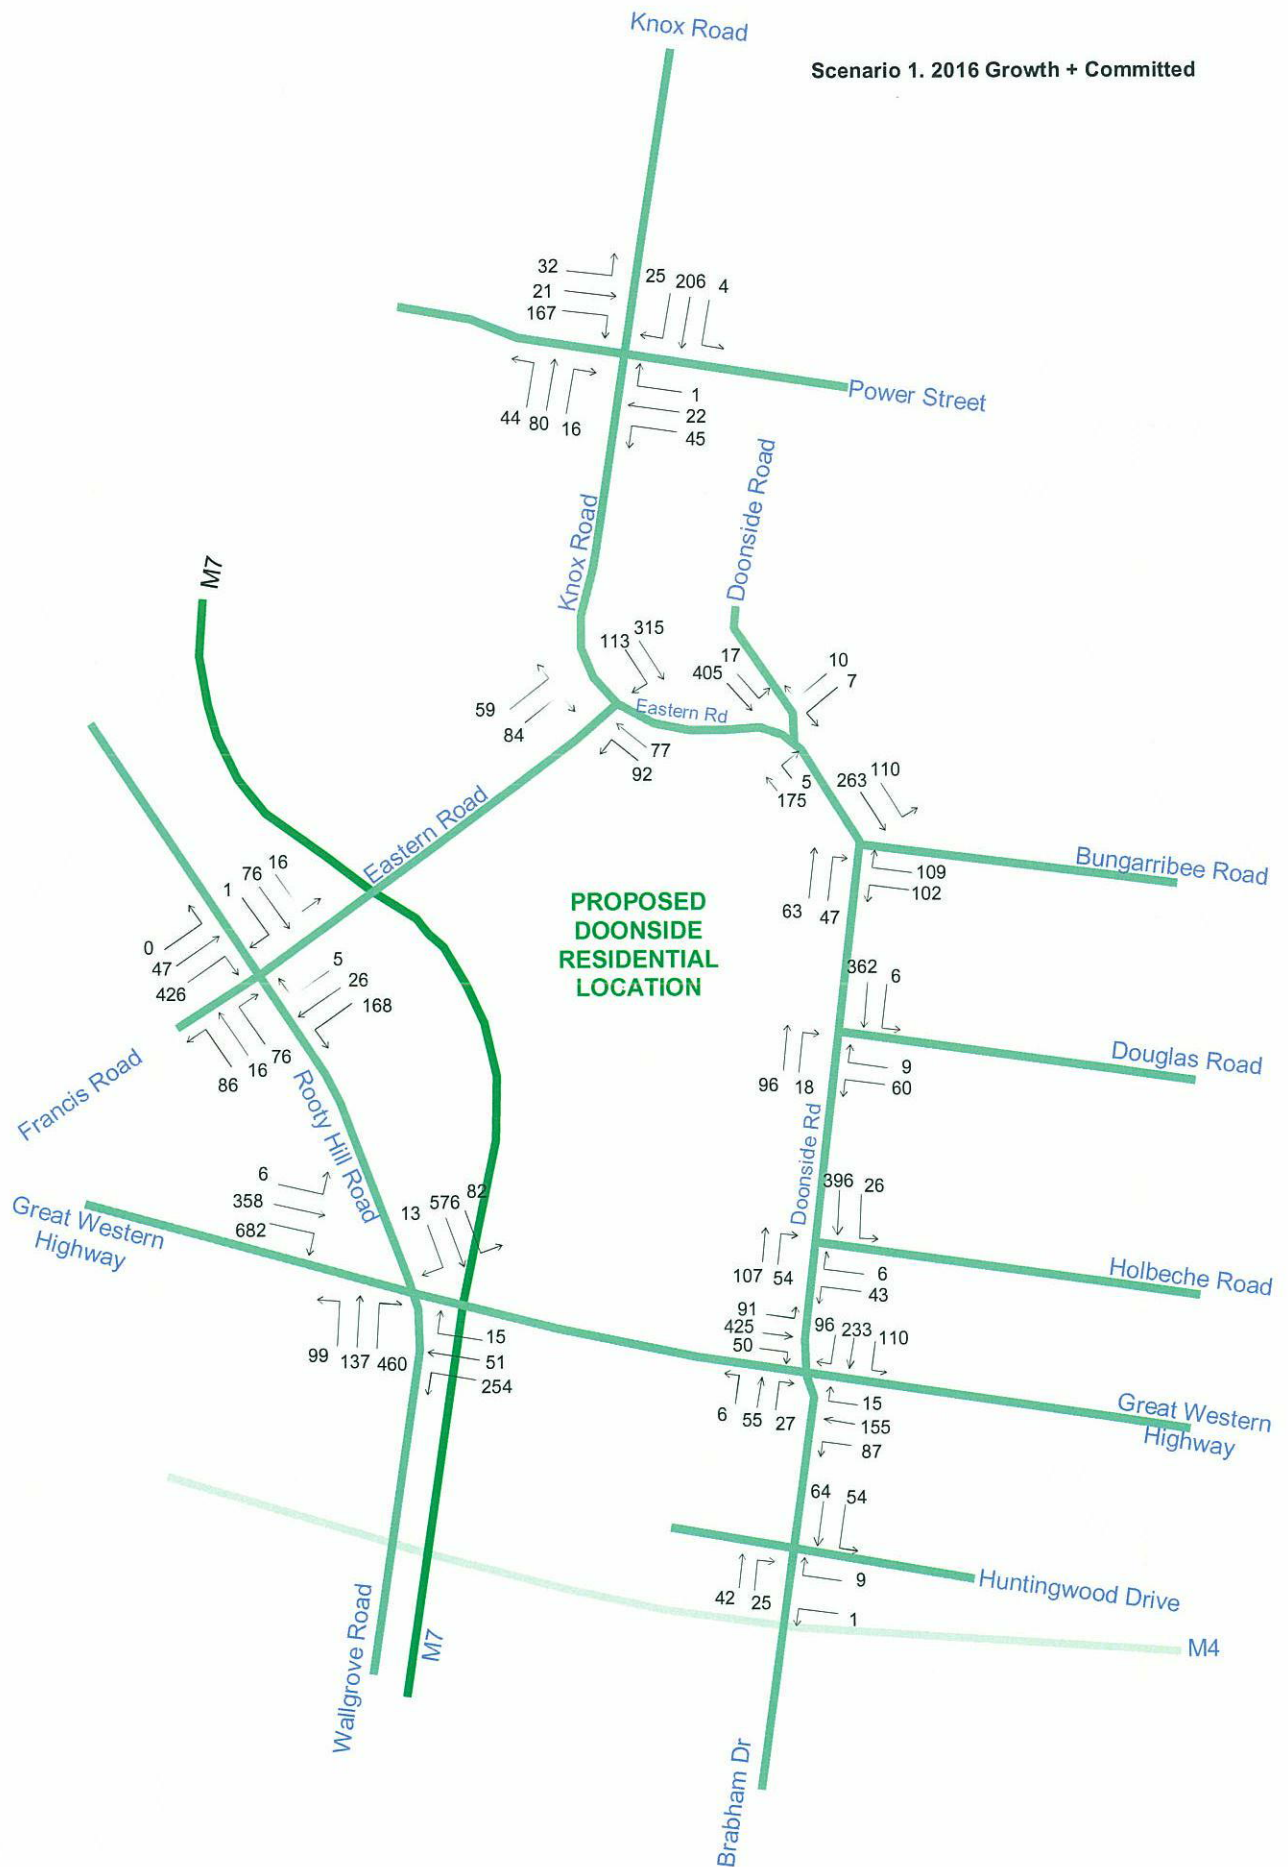 Knox Road
Scenario 1. 2016 Growth + Committed
32
21
167
25 206 4
44 80 16
1
22
45
Power Street
Doonside Road
Knox Road
M7
113 315
59
84
Eastern Rd
77
92
17
405
10
7
5
175
263 110
Bungarribee Road
109
102
63 47
Eastern Road
PROPOSED
DOONSIDE
RESIDENTIAL
LOCATION
1 76 16
0
47
426
5
26
168
86 16 76
Francis Road
Rooty Hill Road
362 6
Douglas Road
9
60
96 18
Doonside Rd
6
358
682
13 576 82
Great Western
Highway
99 137 460
15
51
254
396 26
Holbeche Road
6
43
107 54
91
425
50
96 233 110
6 55 27
15
155
87
Great Western
Highway
64 54
42 25
9
1
Huntingwood Drive
M4
Wallgrove Road
M7
Brabham Dr